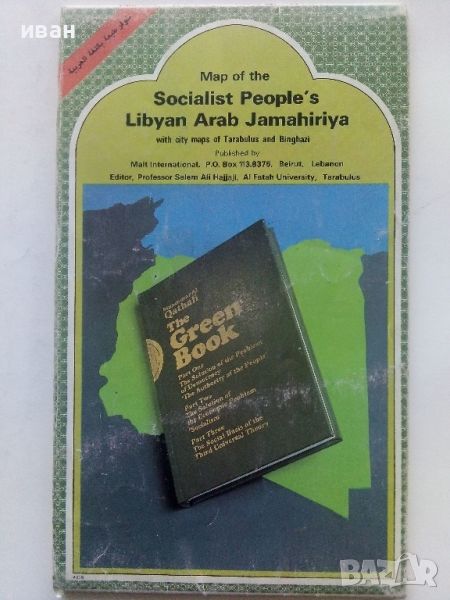 иван
Map of the
Socialist People's
Libyan Arab Jamahiriya
with city maps of Tarabulus and Binghazi
Published by
Malt International, P.O. Box 113.8375, Beirut, Lebanon
Editor, Professor Salem Ali Hajjaji, Al Fatah University, Tarabulus
Qathafi
The
Green
Book
Part One
The Solution of the Problem
of Democracy
'The Authority of the People'
Part Two
The Solution of
the Economic Problem
'Socialism'
Part Three
The Social Basis of the
Third Universal Theory
BAZAR